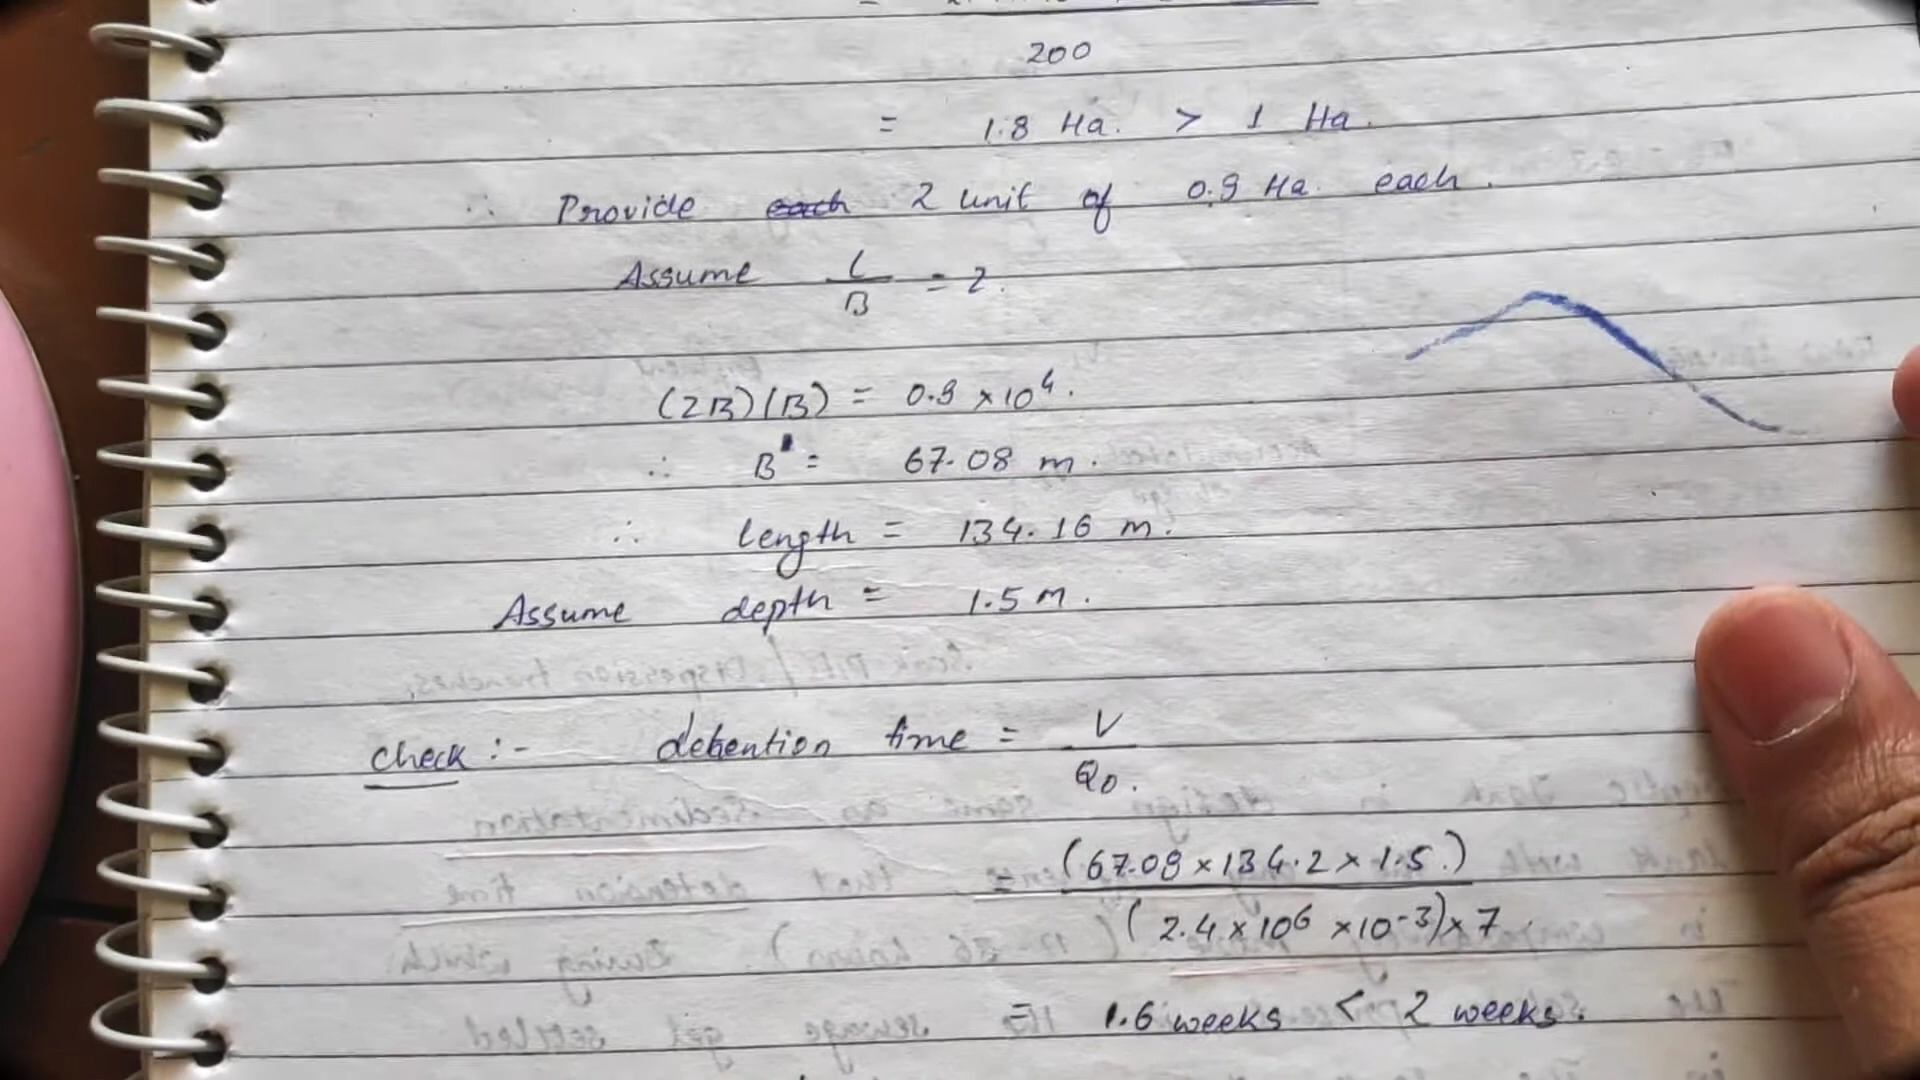 200
= 1.8 Ha. > 1 Ha.
∴ Provide each 2 unit of 0.9 Ha. each.
Assume L/B = 2.
(2B)(B) = 0.9 × 10⁴.
∴ B = 67.08 m.
∴ length = 134.16 m.
Assume depth = 1.5 m.
check :- detention time = V/Q₀.
= (67.08 × 134.2 × 1.5.)
(2.4 × 10⁶ × 10⁻³) × 7
= 1.6 weeks < 2 weeks.